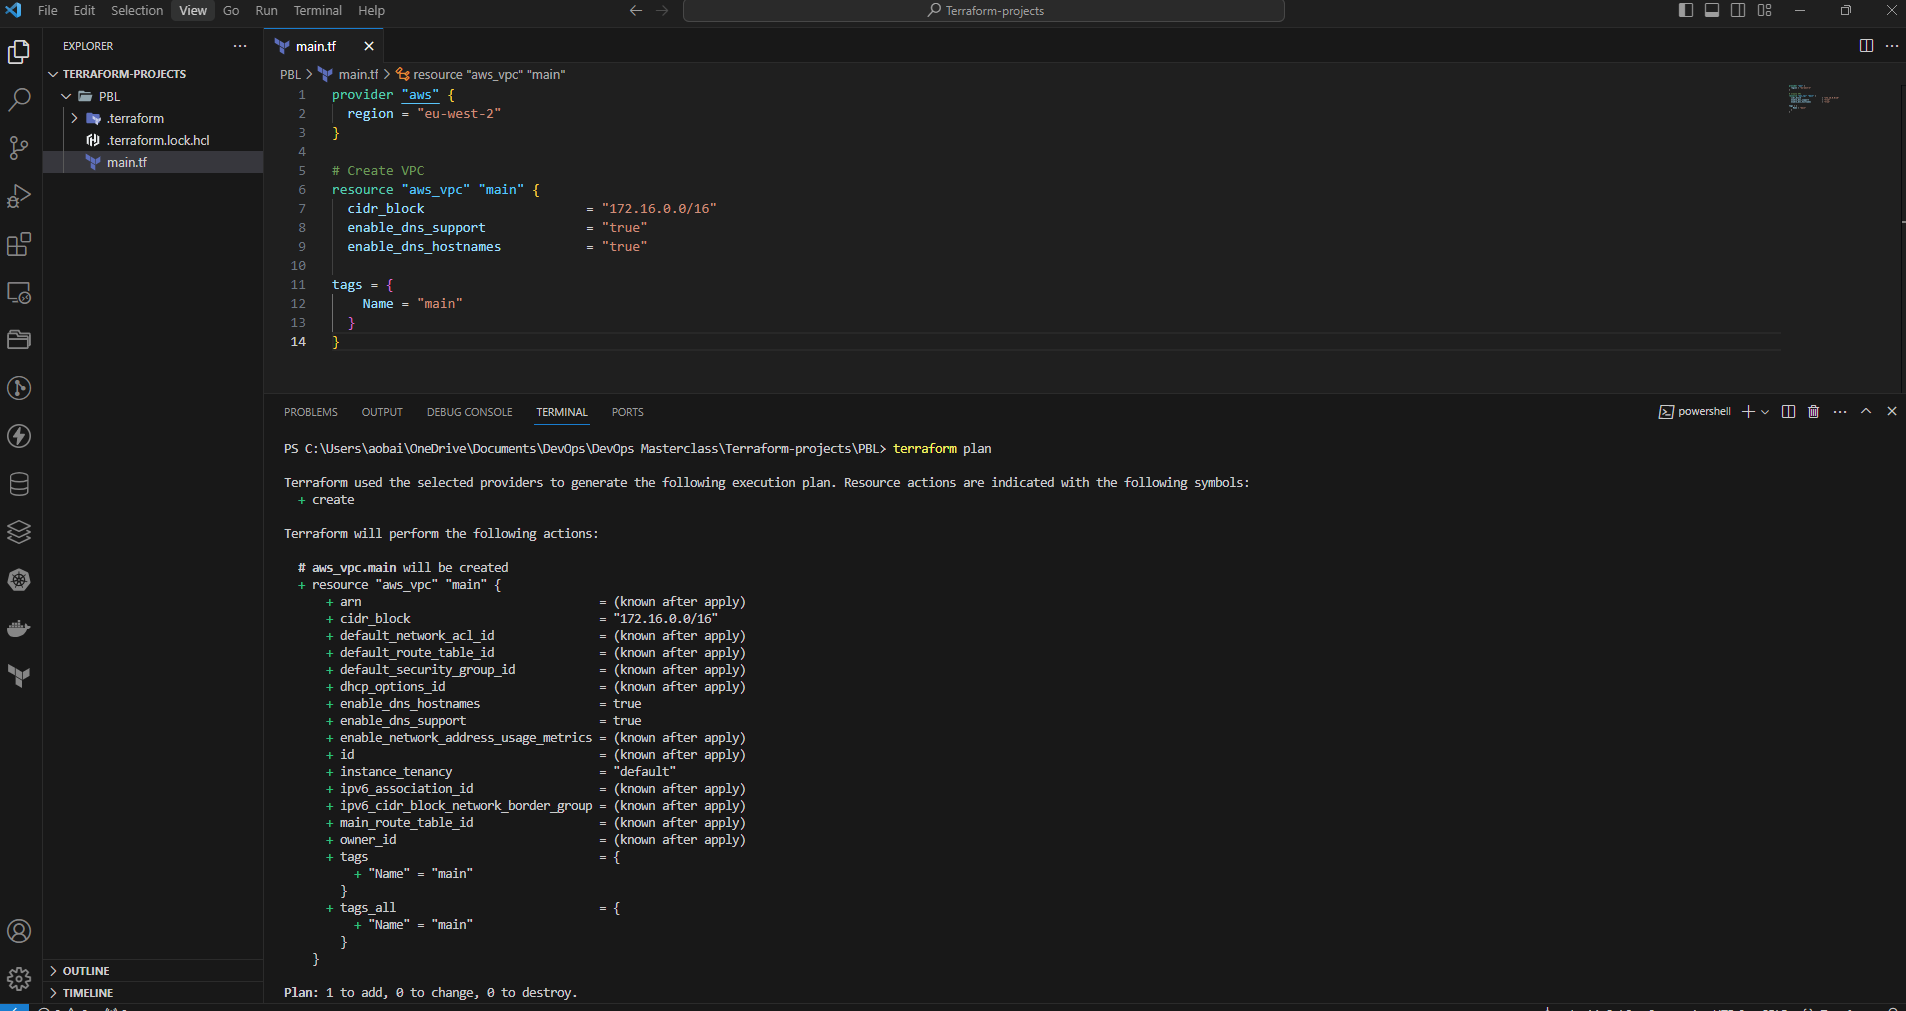 File Edit Selection View Go Run Terminal Help
Terraform-projects
EXPLORER
TERRAFORM-PROJECTS
PBL
.terraform
.terraform.lock.hcl
main.tf
OUTLINE
TIMELINE
main.tf
PBL > main.tf > resource "aws_vpc" "main"
1 provider "aws" {
2 region = "eu-west-2"
3 }
4
5 # Create VPC
6 resource "aws_vpc" "main" {
7 cidr_block = "172.16.0.0/16"
8 enable_dns_support = "true"
9 enable_dns_hostnames = "true"
10
11 tags = {
12 Name = "main"
13 }
14 }
PROBLEMS OUTPUT DEBUG CONSOLE TERMINAL PORTS
powershell
PS C:\Users\aobai\OneDrive\Documents\DevOps\DevOps Masterclass\Terraform-projects\PBL> terraform plan
Terraform used the selected providers to generate the following execution plan. Resource actions are indicated with the following symbols:
+ create
Terraform will perform the following actions:
# aws_vpc.main will be created
+ resource "aws_vpc" "main" {
+ arn = (known after apply)
+ cidr_block = "172.16.0.0/16"
+ default_network_acl_id = (known after apply)
+ default_route_table_id = (known after apply)
+ default_security_group_id = (known after apply)
+ dhcp_options_id = (known after apply)
+ enable_dns_hostnames = true
+ enable_dns_support = true
+ enable_network_address_usage_metrics = (known after apply)
+ id = (known after apply)
+ instance_tenancy = "default"
+ ipv6_association_id = (known after apply)
+ ipv6_cidr_block_network_border_group = (known after apply)
+ main_route_table_id = (known after apply)
+ owner_id = (known after apply)
+ tags = {
+ "Name" = "main"
}
+ tags_all = {
+ "Name" = "main"
}
}
Plan: 1 to add, 0 to change, 0 to destroy.